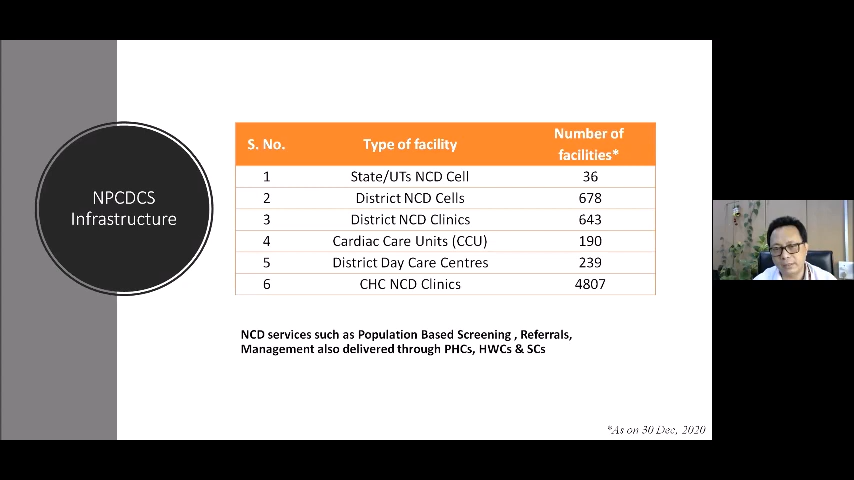 NPCDCS
Infrastructure
S. No. Type of facility Number of facilities*
1 State/UTs NCD Cell 36
2 District NCD Cells 678
3 District NCD Clinics 643
4 Cardiac Care Units (CCU) 190
5 District Day Care Centres 239
6 CHC NCD Clinics 4807
NCD services such as Population Based Screening , Referrals,
Management also delivered through PHCs, HWCs & SCs
*As on 30 Dec, 2020